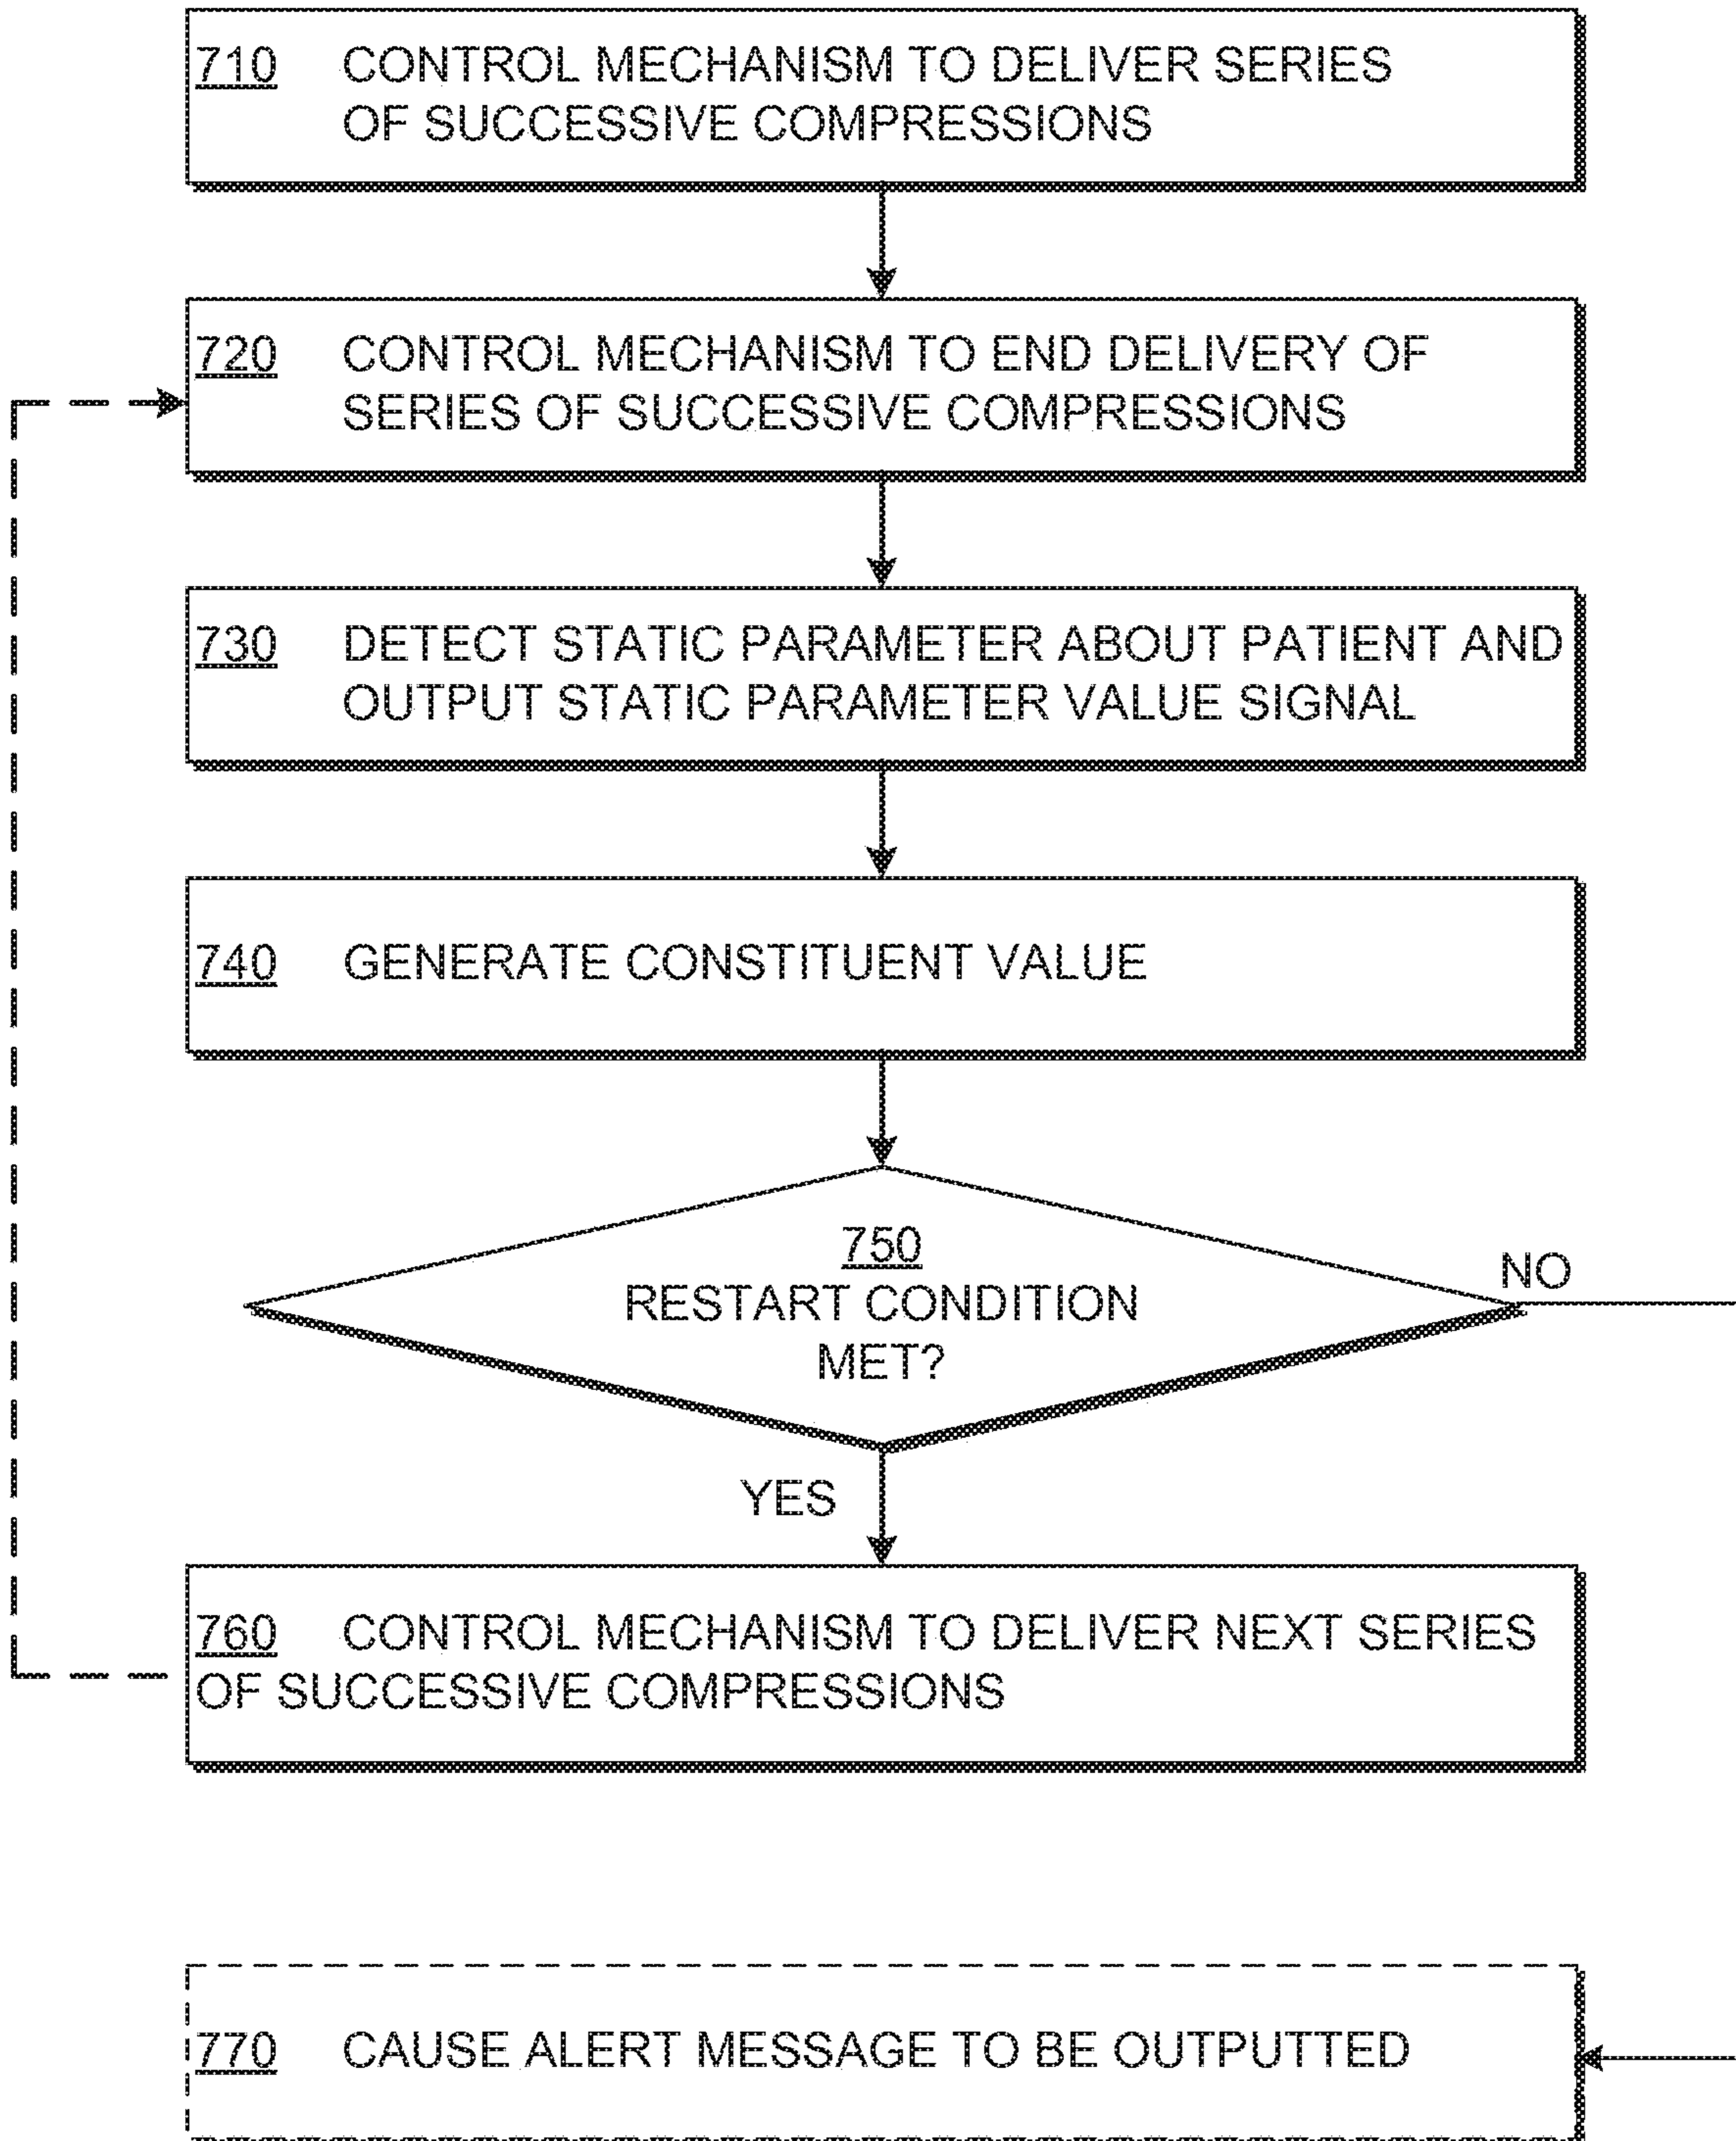 710 CONTROL MECHANISM TO DELIVER SERIES
OF SUCCESSIVE COMPRESSIONS
720 CONTROL MECHANISM TO END DELIVERY OF
SERIES OF SUCCESSIVE COMPRESSIONS
730 DETECT STATIC PARAMETER ABOUT PATIENT AND
OUTPUT STATIC PARAMETER VALUE SIGNAL
740 GENERATE CONSTITUENT VALUE
750
RESTART CONDITION
MET?
NO
YES
760 CONTROL MECHANISM TO DELIVER NEXT SERIES
OF SUCCESSIVE COMPRESSIONS
770 CAUSE ALERT MESSAGE TO BE OUTPUTTED